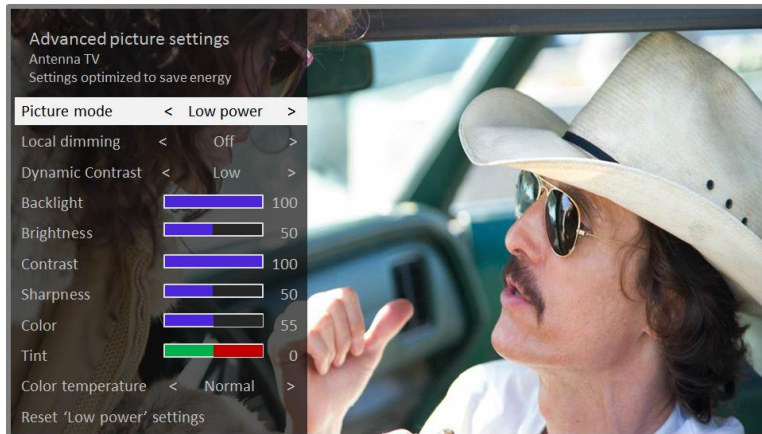 Advanced picture settings
Antenna TV
Settings optimized to save energy
Picture mode < Low power >
Local dimming < Off >
Dynamic Contrast < Low >
Backlight 100
Brightness 50
Contrast 100
Sharpness 50
Color 55
Tint 0
Color temperature < Normal >
Reset ‘Low power’ settings